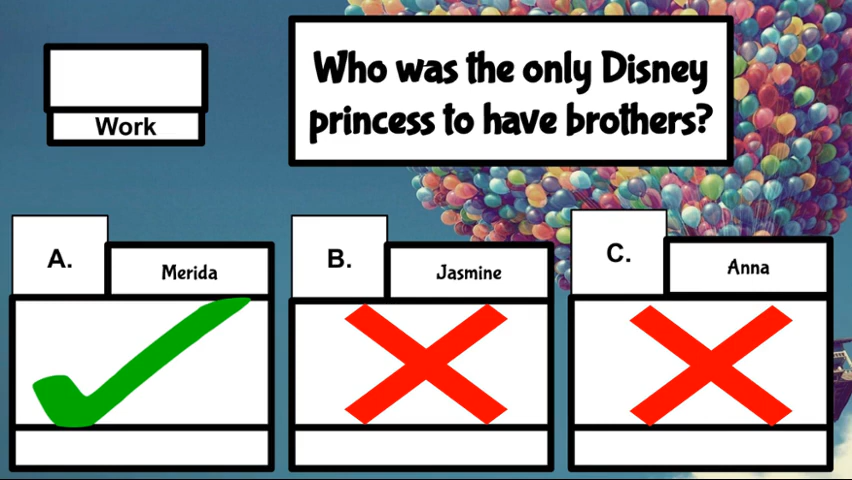 Who was the only Disney
princess to have brothers?
Work
A.
Merida
B.
Jasmine
C.
Anna